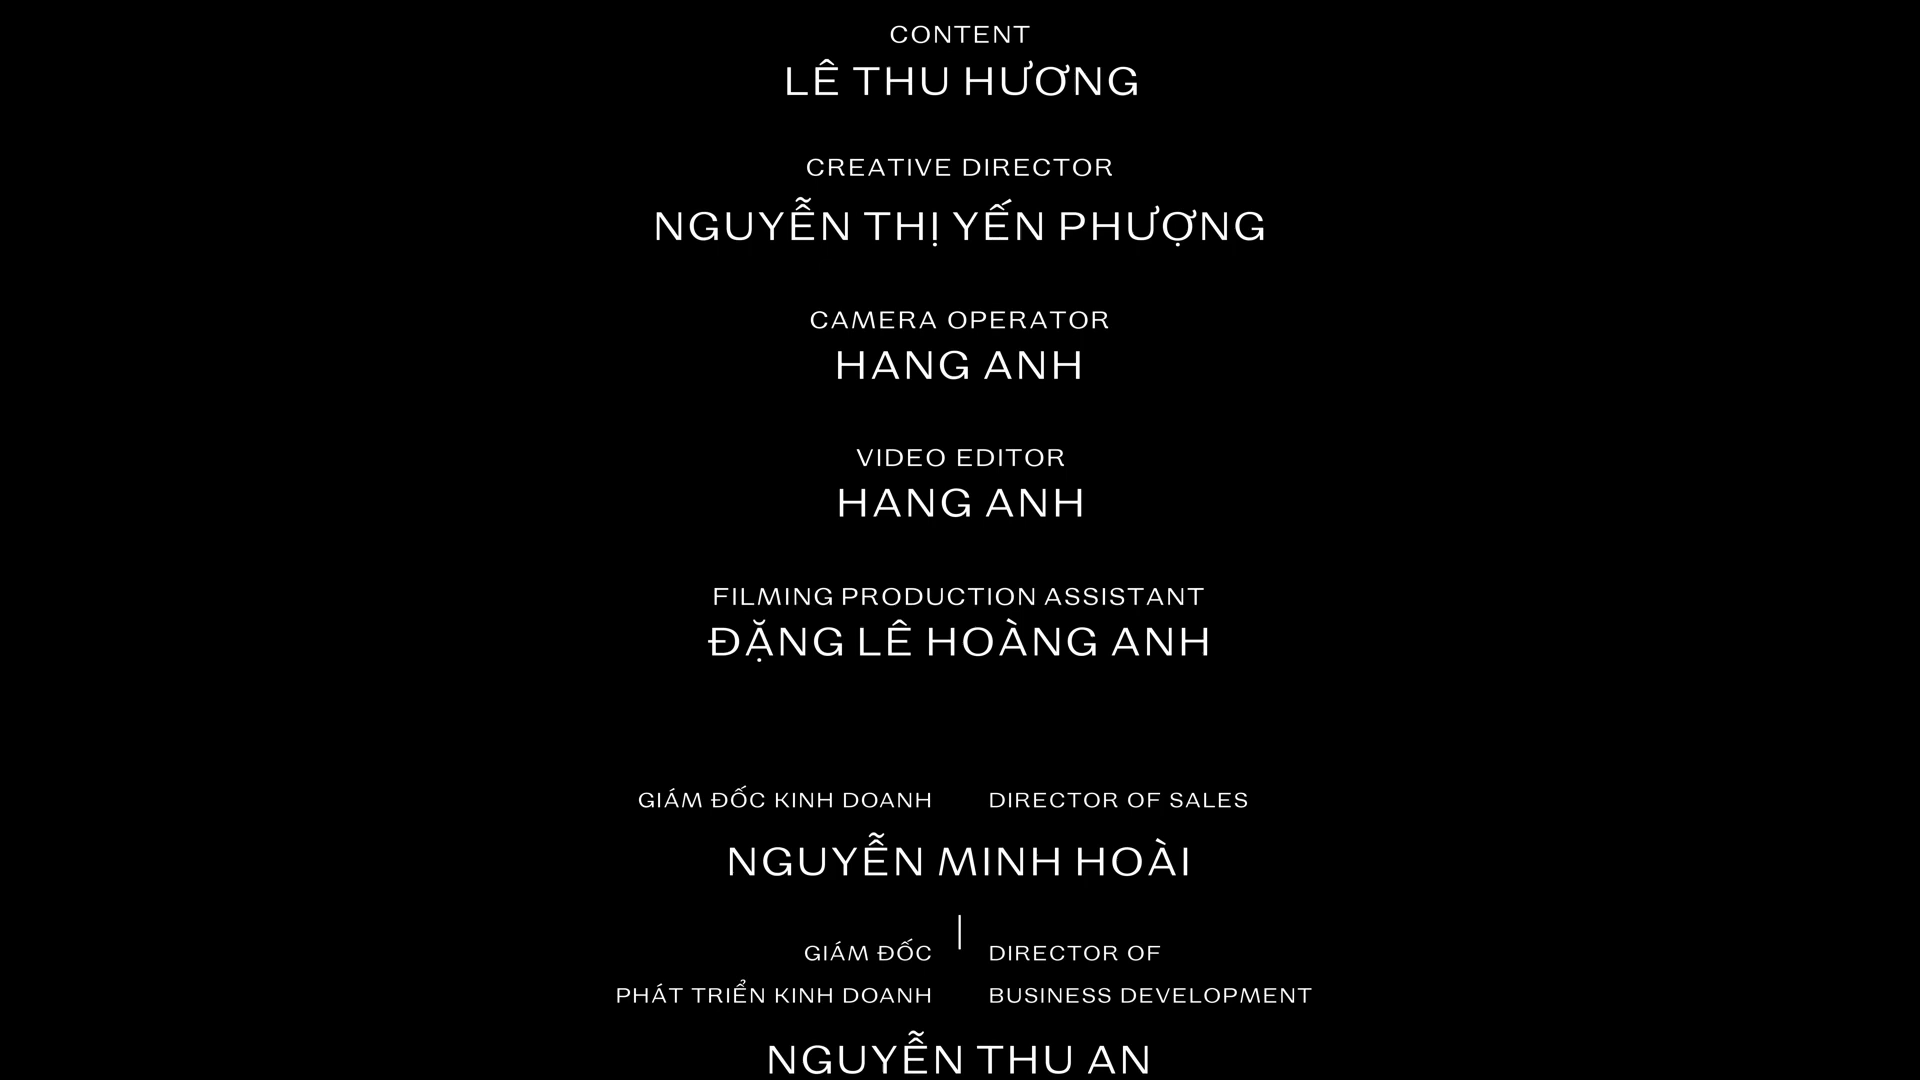 CONTENT
LÊ THU HƯƠNG
CREATIVE DIRECTOR
NGUYỄN THỊ YẾN PHƯỢNG
CAMERA OPERATOR
HANG ANH
VIDEO EDITOR
HANG ANH
FILMING PRODUCTION ASSISTANT
ĐẶNG LÊ HOÀNG ANH
GIÁM ĐỐC KINH DOANH DIRECTOR OF SALES
NGUYỄN MINH HOÀI
GIÁM ĐỐC DIRECTOR OF
PHÁT TRIỂN KINH DOANH BUSINESS DEVELOPMENT
NGUYỄN THU AN